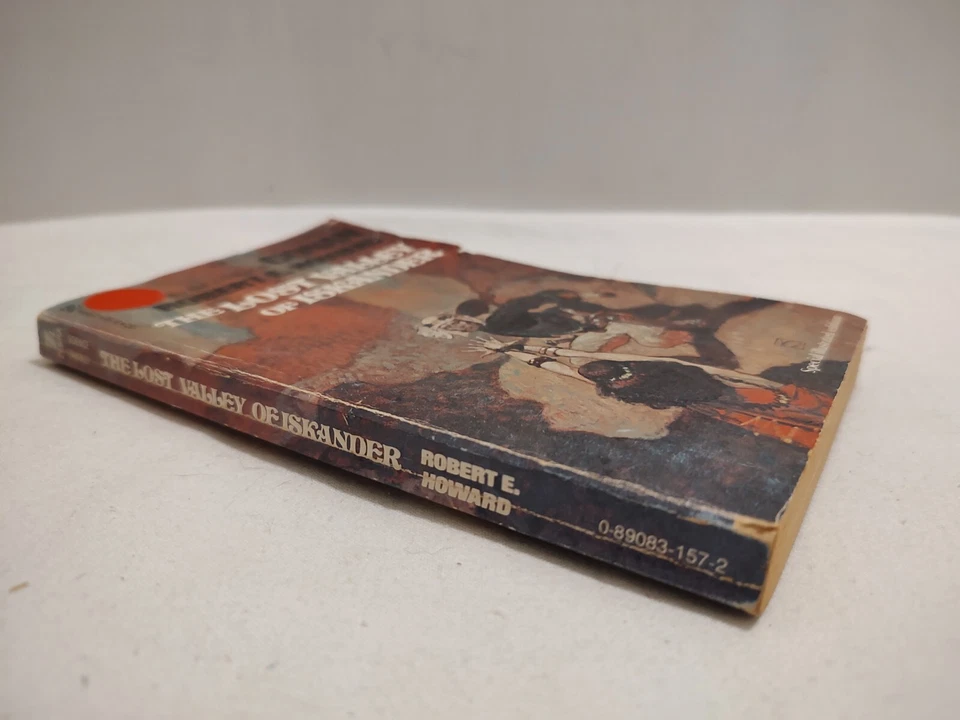 THE LOST VALLEY
OF ISKANDER
THE LOST VALLEY OF ISKANDER
ROBERT E.
HOWARD
0-89083-157-2